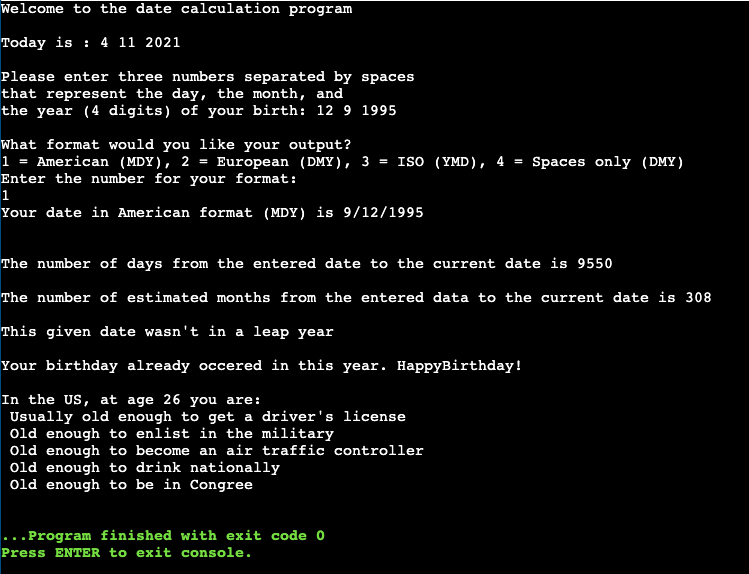 Welcome to the date calculation program
Today is : 4 11 2021
Please enter three numbers separated by spaces
that represent the day, the month, and
the year (4 digits) of your birth: 12 9 1995
What format would you like your output?
1 = American (MDY), 2 = European (DMY), 3 = ISO (YMD), 4 = Spaces only (DMY)
Enter the number for your format:
1
Your date in American format (MDY) is 9/12/1995
The number of days from the entered date to the current date is 9550
The number of estimated months from the entered data to the current date is 308
This given date wasn't in a leap year
Your birthday already occered in this year. HappyBirthday!
In the US, at age 26 you are:
Usually old enough to get a driver's license
Old enough to enlist in the military
Old enough to become an air traffic controller
Old enough to drink nationally
Old enough to be in Congree
...Program finished with exit code 0
Press ENTER to exit console.